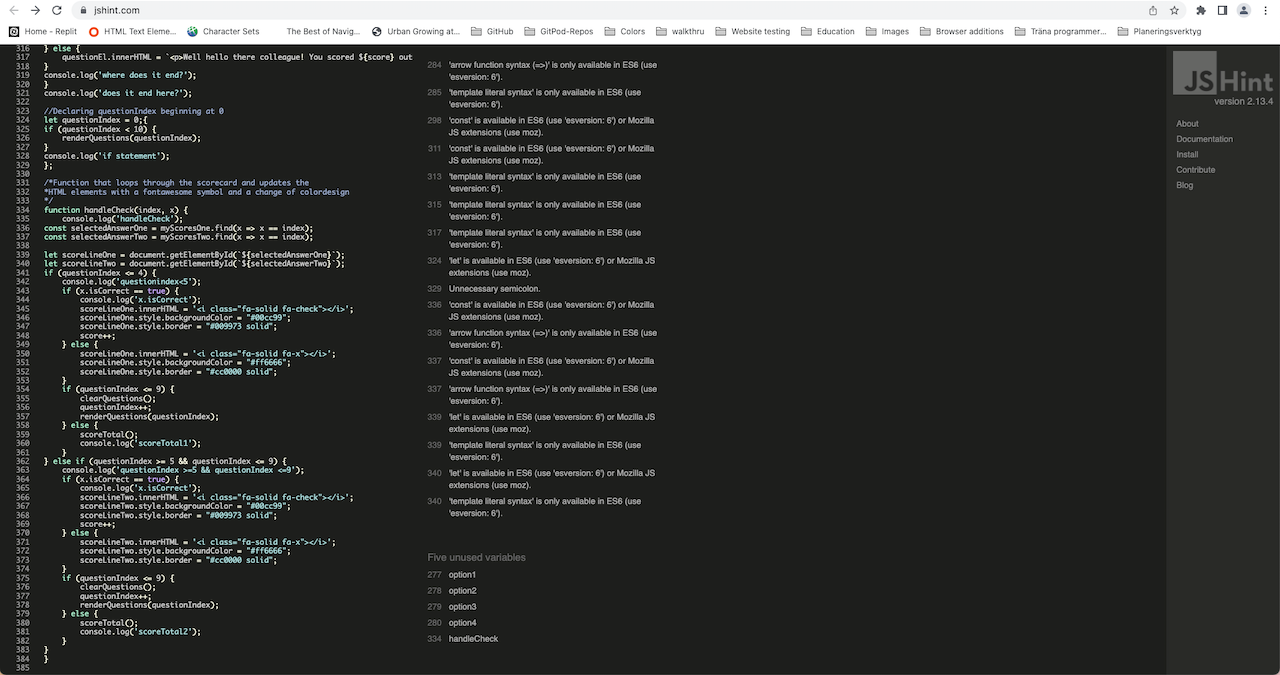 jshint.com
Home - Replit
HTML Text Eleme...
Character Sets
The Best of Navig...
Urban Growing at...
GitHub
GitPod-Repos
Colors
walkthru
Website testing
Education
Images
Browser additions
Träna programmer...
Planeringsverktyg
316 } else {
317 questionEl.innerHTML = `<p>Well hello there colleague! You scored ${score} out
318 }
319 console.log('where does it end?');
320 }
321 console.log('does it end here?');
322
323 //Declaring questionIndex beginning at 0
324 let questionIndex = 0;{
325 if (questionIndex < 10) {
326 renderQuestions(questionIndex);
327 }
328 console.log('if statement');
329 };
330
331 /*Function that loops through the scorecard and updates the
332 *HTML elements with a fontawesome symbol and a change of colordesign
333 */
334 function handleCheck(index, x) {
335 console.log('handleCheck');
336 const selectedAnswerOne = myScoresOne.find(x => x == index);
337 const selectedAnswerTwo = myScoresTwo.find(x => x == index);
338
339 let scoreLineOne = document.getElementById(`${selectedAnswerOne}`);
340 let scoreLineTwo = document.getElementById(`${selectedAnswerTwo}`);
341 if (questionIndex <= 4) {
342 console.log('questionindex<5');
343 if (x.isCorrect == true) {
344 console.log('x.isCorrect');
345 scoreLineOne.innerHTML = '<i class="fa-solid fa-check"></i>';
346 scoreLineOne.style.backgroundColor = "#00cc99";
347 scoreLineOne.style.border = "#009973 solid";
348 score++;
349 } else {
350 scoreLineOne.innerHTML = '<i class="fa-solid fa-x"></i>';
351 scoreLineOne.style.backgroundColor = "#ff6666";
352 scoreLineOne.style.border = "#cc0000 solid";
353 }
354 if (questionIndex <= 9) {
355 clearQuestions();
356 questionIndex++;
357 renderQuestions(questionIndex);
358 } else {
359 scoreTotal();
360 console.log('scoreTotal1');
361 }
362 } else if (questionIndex >= 5 && questionIndex <= 9) {
363 console.log('questionIndex >=5 && questionIndex <=9');
364 if (x.isCorrect == true) {
365 console.log('x.isCorrect');
366 scoreLineTwo.innerHTML = '<i class="fa-solid fa-check"></i>';
367 scoreLineTwo.style.backgroundColor = "#00cc99";
368 scoreLineTwo.style.border = "#009973 solid";
369 score++;
370 } else {
371 scoreLineTwo.innerHTML = '<i class="fa-solid fa-x"></i>';
372 scoreLineTwo.style.backgroundColor = "#ff6666";
373 scoreLineTwo.style.border = "#cc0000 solid";
374 }
375 if (questionIndex <= 9) {
376 clearQuestions();
377 questionIndex++;
378 renderQuestions(questionIndex);
379 } else {
380 scoreTotal();
381 console.log('scoreTotal2');
382 }
383 }
384 }
385
284 'arrow function syntax (=>)' is only available in ES6 (use
'esversion: 6').
285 'template literal syntax' is only available in ES6 (use
'esversion: 6').
298 'const' is available in ES6 (use 'esversion: 6') or Mozilla
JS extensions (use moz).
311 'const' is available in ES6 (use 'esversion: 6') or Mozilla
JS extensions (use moz).
313 'template literal syntax' is only available in ES6 (use
'esversion: 6').
315 'template literal syntax' is only available in ES6 (use
'esversion: 6').
317 'template literal syntax' is only available in ES6 (use
'esversion: 6').
324 'let' is available in ES6 (use 'esversion: 6') or Mozilla JS
extensions (use moz).
329 Unnecessary semicolon.
336 'const' is available in ES6 (use 'esversion: 6') or Mozilla
JS extensions (use moz).
336 'arrow function syntax (=>)' is only available in ES6 (use
'esversion: 6').
337 'const' is available in ES6 (use 'esversion: 6') or Mozilla
JS extensions (use moz).
337 'arrow function syntax (=>)' is only available in ES6 (use
'esversion: 6').
339 'let' is available in ES6 (use 'esversion: 6') or Mozilla JS
extensions (use moz).
339 'template literal syntax' is only available in ES6 (use
'esversion: 6').
340 'let' is available in ES6 (use 'esversion: 6') or Mozilla JS
extensions (use moz).
340 'template literal syntax' is only available in ES6 (use
'esversion: 6').
Five unused variables
277 option1
278 option2
279 option3
280 option4
334 handleCheck
JSHint
version 2.13.4
About
Documentation
Install
Contribute
Blog